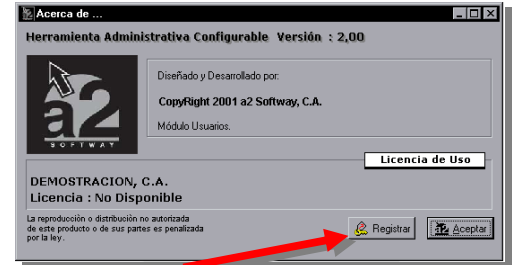 Acerca de ...
Herramienta Administrativa Configurable Versión : 2,00
Diseñado y Desarrollado por:
CopyRight 2001 a2 Softway, C.A.
Módulo Usuarios.
a2
SOFTWAY
Licencia de Uso
DEMOSTRACION, C.A.
Licencia : No Disponible
La reproducción o distribución no autorizada
de este producto o de sus partes es penalizada
por la ley.
Registrar
Aceptar